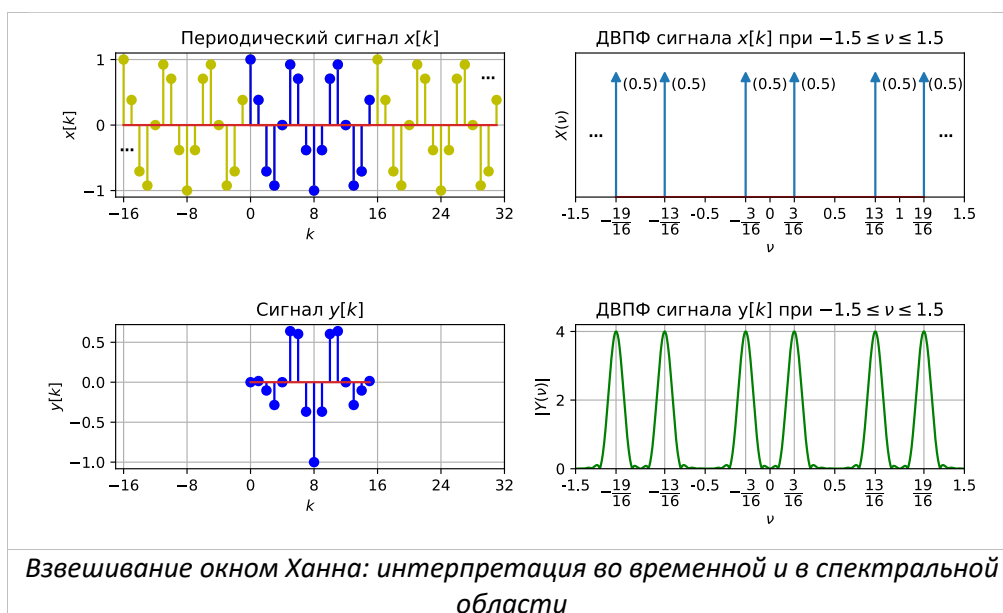 Периодический сигнал x[k]
1
0
−1
x[k]
...
...
−16 −8 0 8 16 24 32
k
ДВПФ сигнала x[k] при −1.5 ≤ ν ≤ 1.5
X(ν)
(0.5) (0.5) (0.5) (0.5) (0.5) (0.5)
... ...
-1.5 −19/16 −13/16 -0.5 −3/16 0 3/16 0.5 13/16 1 19/16 1.5
ν
Сигнал y[k]
0.5
0.0
−0.5
−1.0
y[k]
−16 −8 0 8 16 24 32
k
ДВПФ сигнала y[k] при −1.5 ≤ ν ≤ 1.5
4
2
0
|Y(ν)|
-1.5 −19/16 −13/16 -0.5 −3/16 0 3/16 0.5 13/16 1 19/16 1.5
ν
Взвешивание окном Ханна: интерпретация во временной и в спектральной
области